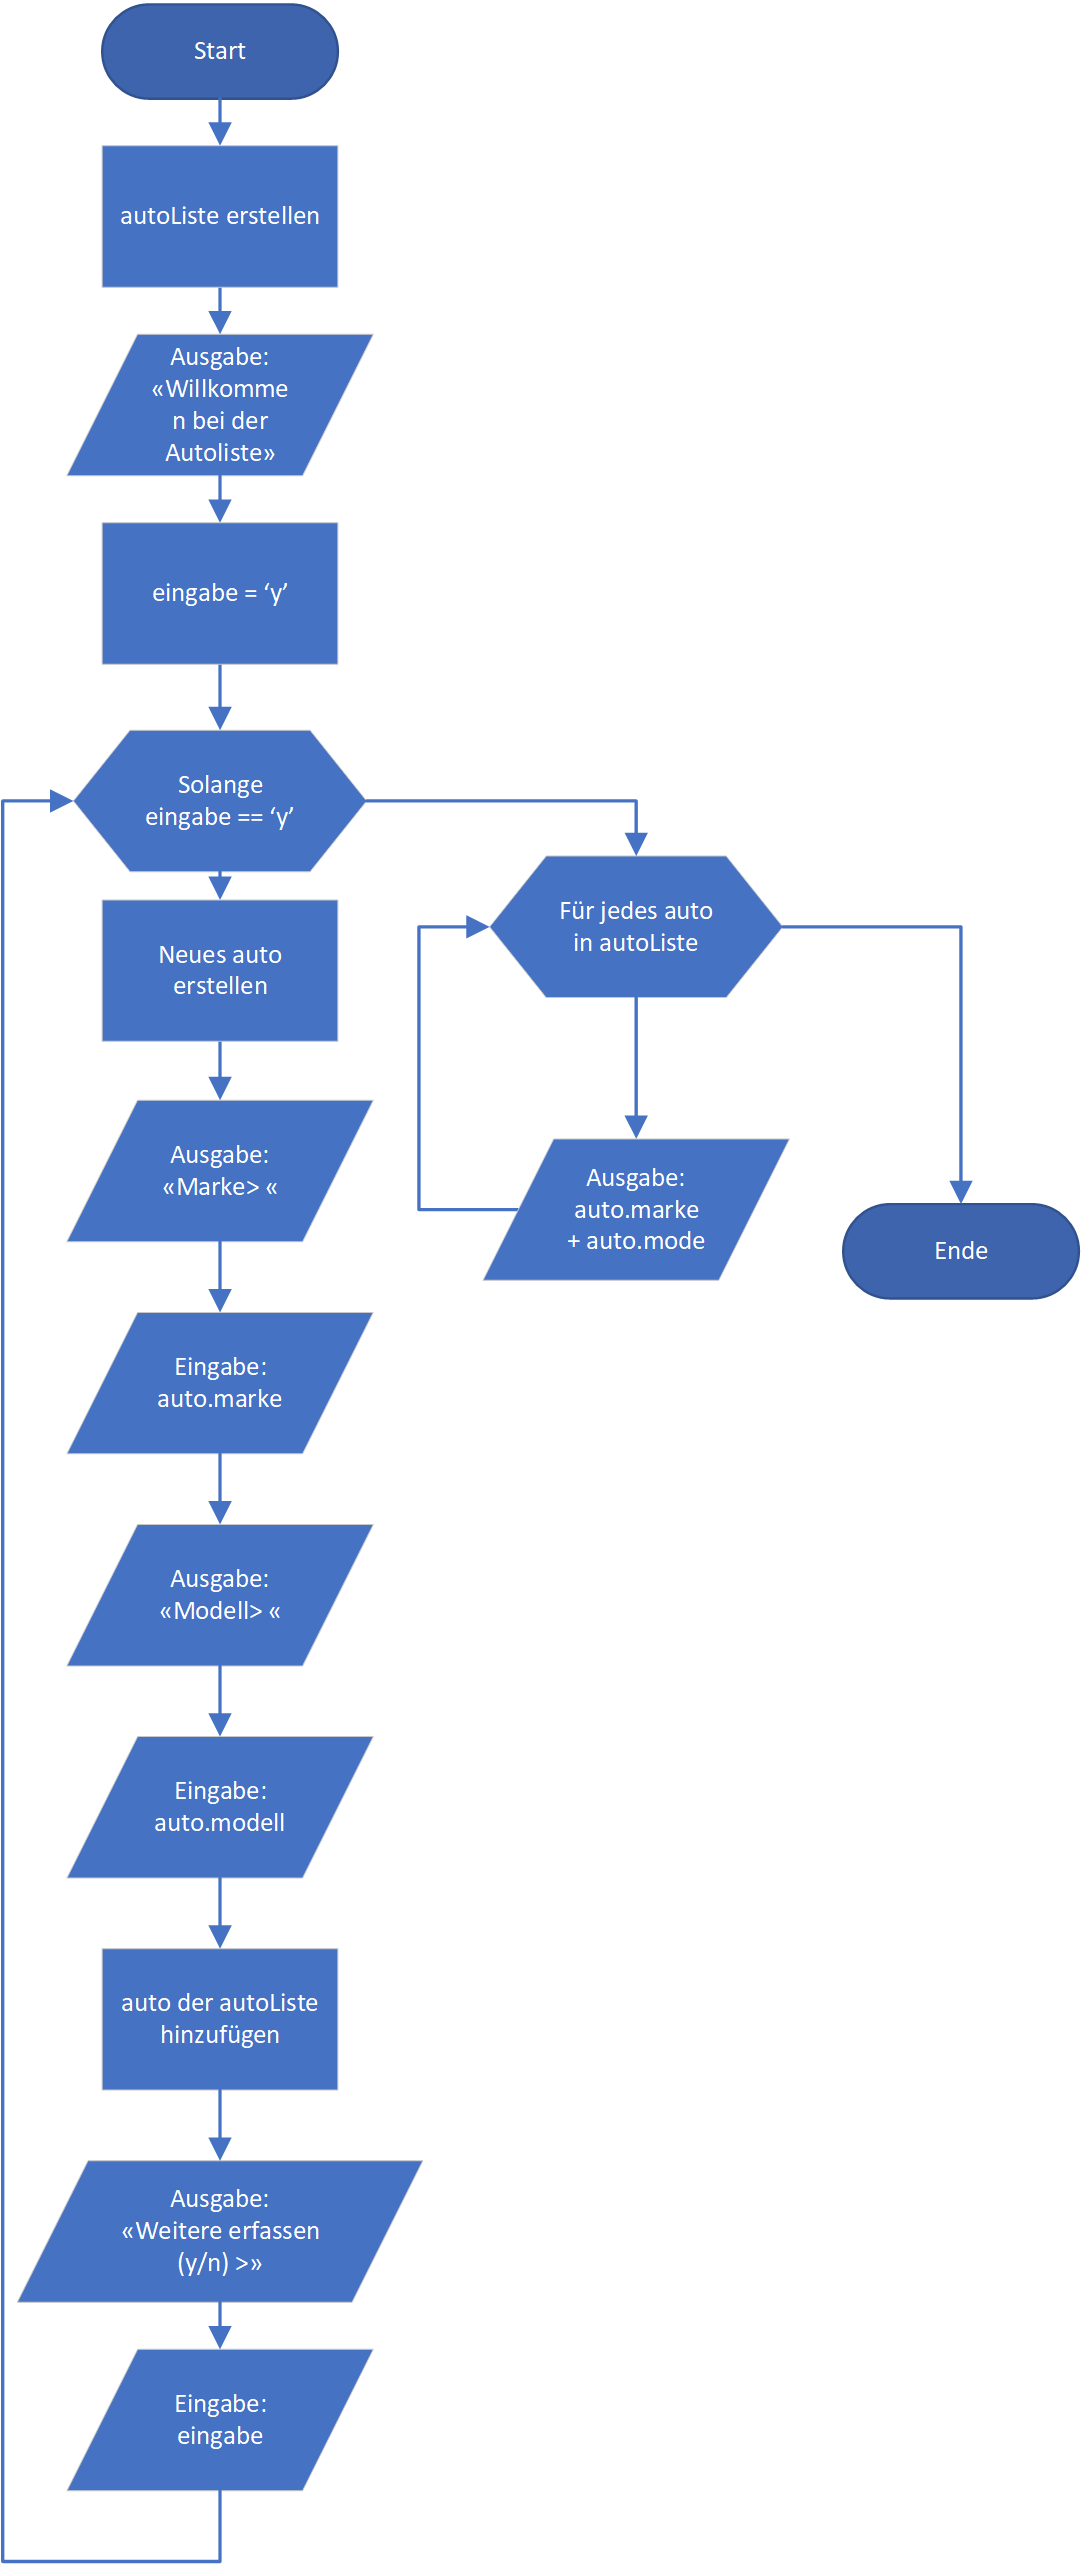 Start
autoListe erstellen
Ausgabe:
«Willkomme
n bei der
Autoliste»
eingabe = ‘y’
Solange
eingabe == ‘y’
Neues auto
erstellen
Ausgabe:
«Marke> «
Eingabe:
auto.marke
Ausgabe:
«Modell> «
Eingabe:
auto.modell
auto der autoListe
hinzufügen
Ausgabe:
«Weitere erfassen
(y/n) >»
Eingabe:
eingabe
Für jedes auto
in autoListe
Ausgabe:
auto.marke
+ auto.mode
Ende